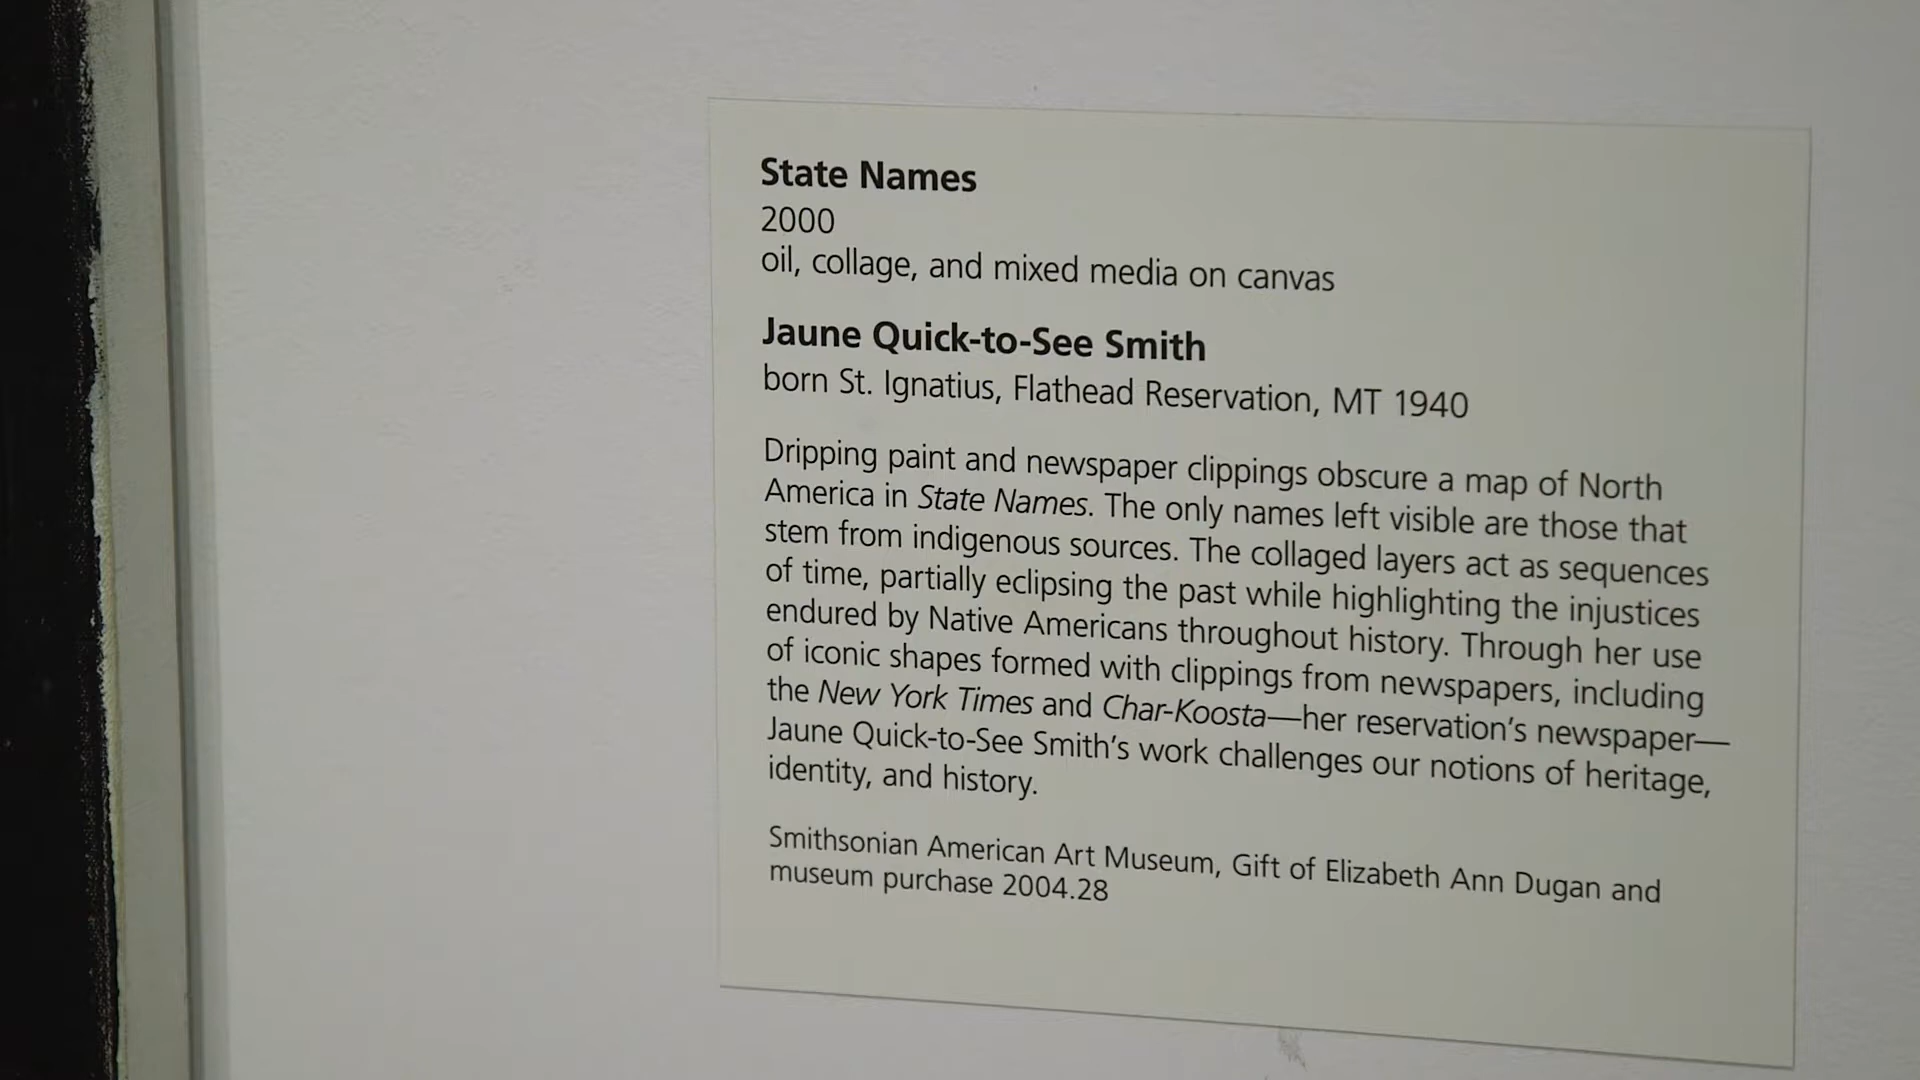 State Names
2000
oil, collage, and mixed media on canvas
Jaune Quick-to-See Smith
born St. Ignatius, Flathead Reservation, MT 1940
Dripping paint and newspaper clippings obscure a map of North
America in State Names. The only names left visible are those that
stem from indigenous sources. The collaged layers act as sequences
of time, partially eclipsing the past while highlighting the injustices
endured by Native Americans throughout history. Through her use
of iconic shapes formed with clippings from newspapers, including
the New York Times and Char-Koosta—her reservation's newspaper—
Jaune Quick-to-See Smith's work challenges our notions of heritage,
identity, and history.
Smithsonian American Art Museum, Gift of Elizabeth Ann Dugan and
museum purchase 2004.28